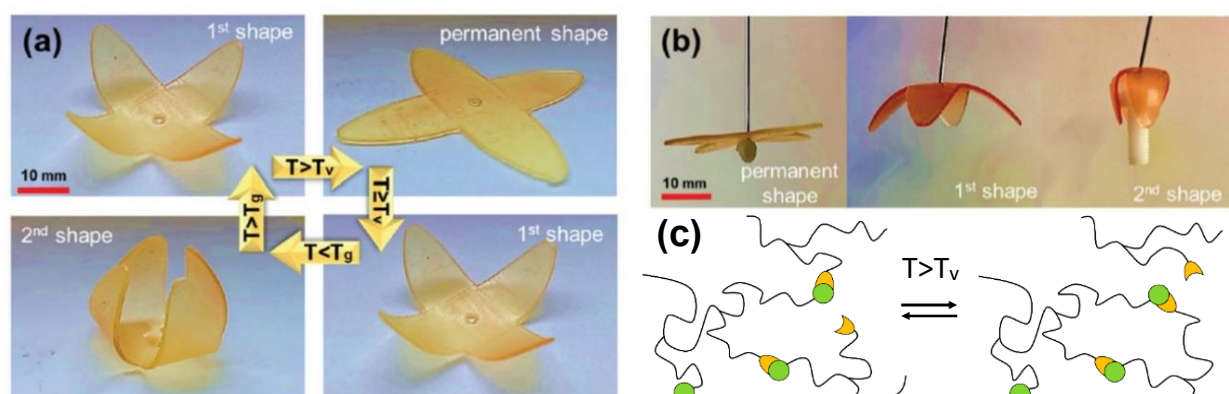 (a)
1st shape
permanent shape
10 mm
T>Tv
T≥Tv
T>Tg
T<Tg
2nd shape
1st shape
(b)
10 mm
permanent
shape
1st shape
2nd shape
(c)
T>Tv